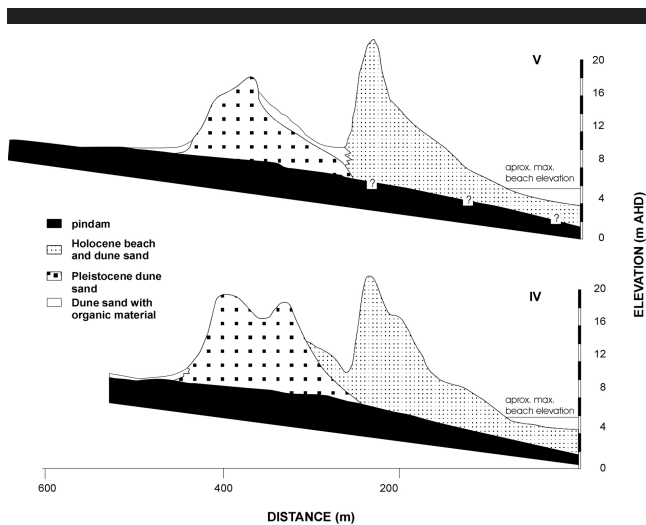 V
20
16
12
8
4
0
aprox. max.
beach elevation
?
?
?
pindam
Holocene beach
and dune sand
Pleistocene dune
sand
Dune sand with
organic material
ELEVATION (m AHD)
IV
20
16
12
8
4
0
aprox. max.
beach elevation
600
400
200
DISTANCE (m)